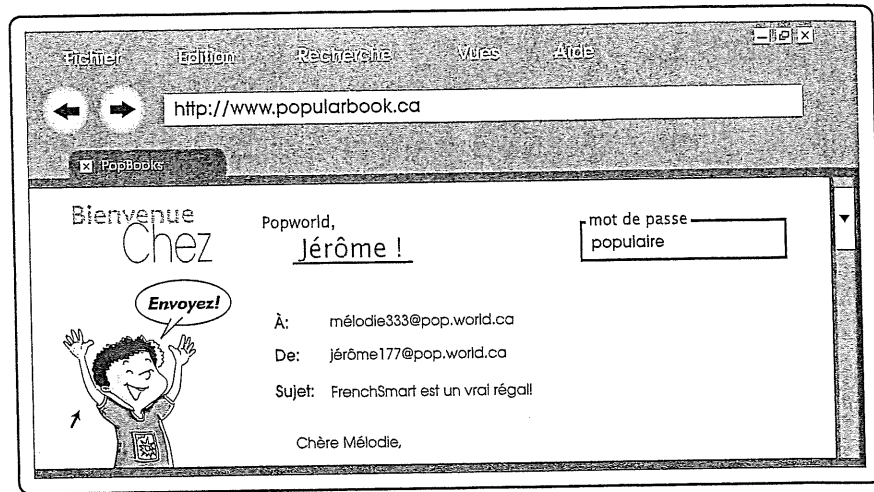 Fichier Edition Recherche Vues Aide
http://www.popularbook.ca
PopBooks
Bienvenue
Chez
Popworld,
Jérôme !
mot de passe
populaire
Envoyez!
À: mélodie333@pop.world.ca
De: jérôme177@pop.world.ca
Sujet: FrenchSmart est un vrai régal!
Chère Mélodie,